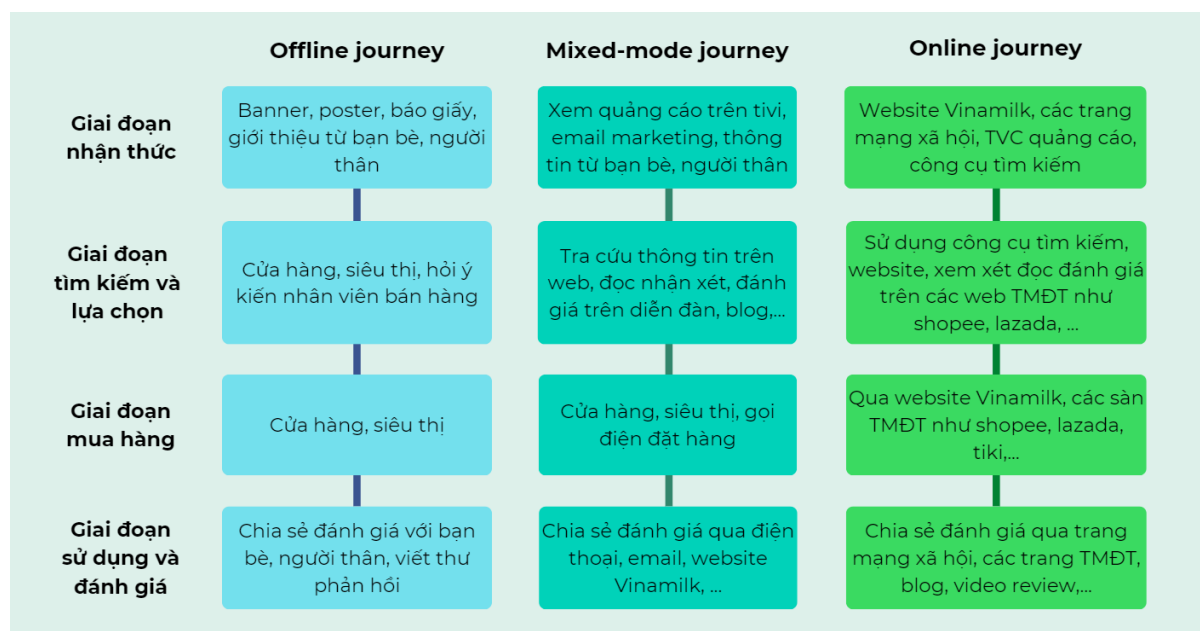 Offline journey
Mixed-mode journey
Online journey
Giai đoạn
nhận thức
Banner, poster, báo giấy,
giới thiệu từ bạn bè, người
thân
Xem quảng cáo trên tivi,
email marketing, thông
tin từ bạn bè, người thân
Website Vinamilk, các trang
mạng xã hội, TVC quảng cáo,
công cụ tìm kiếm
Giai đoạn
tìm kiếm và
lựa chọn
Cửa hàng, siêu thị, hỏi ý
kiến nhân viên bán hàng
Tra cứu thông tin trên
web, đọc nhận xét, đánh
giá trên diễn đàn, blog,...
Sử dụng công cụ tìm kiếm,
website, xem xét đọc đánh giá
trên các web TMĐT như
shopee, lazada, ...
Giai đoạn
mua hàng
Cửa hàng, siêu thị
Cửa hàng, siêu thị, gọi
điện đặt hàng
Qua website Vinamilk, các sàn
TMĐT như shopee, lazada,
tiki,...
Giai đoạn
sử dụng và
đánh giá
Chia sẻ đánh giá với bạn
bè, người thân, viết thư
phản hồi
Chia sẻ đánh giá qua điện
thoại, email, website
Vinamilk, ...
Chia sẻ đánh giá qua trang
mạng xã hội, các trang TMĐT,
blog, video review,...